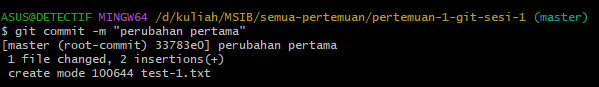 ASUS@DETECTIF MINGW64 /d/kuliah/MSIB/semua-pertemuan/pertemuan-1-git-sesi-1 (master)
$ git commit -m "perubahan pertama"
[master (root-commit) 33783e0] perubahan pertama
 1 file changed, 2 insertions(+)
 create mode 100644 test-1.txt